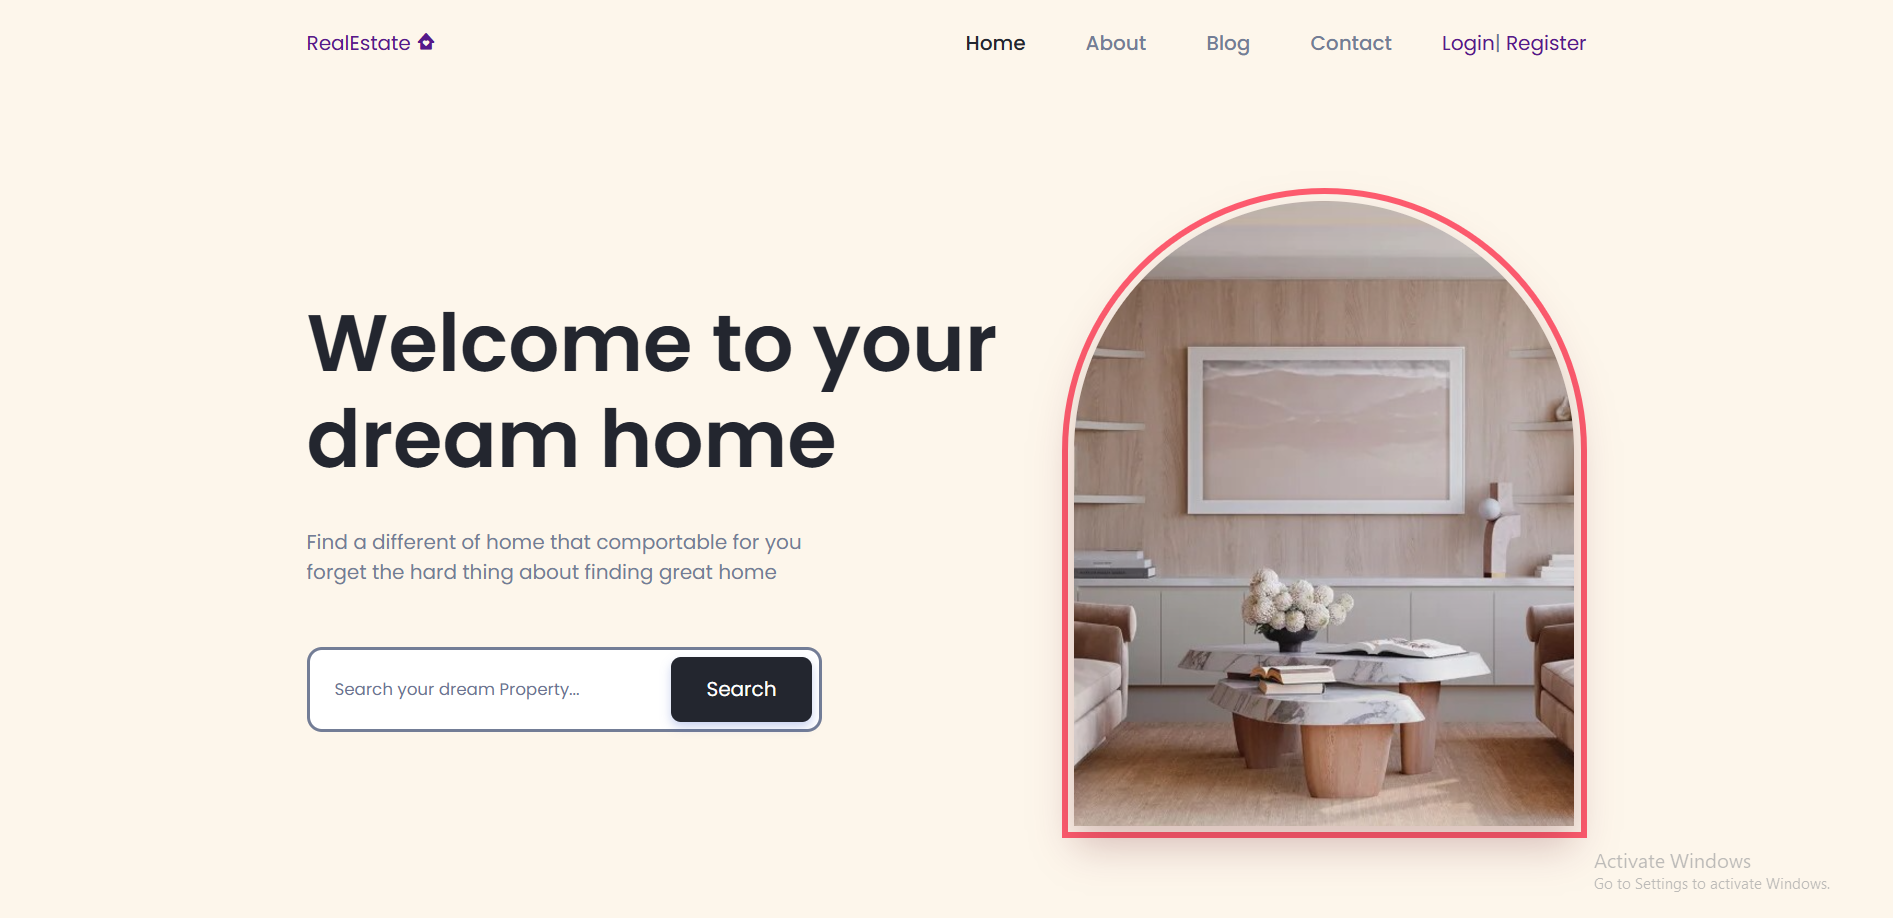 RealEstate
Home About Blog Contact Login| Register
Welcome to your
dream home
Find a different of home that comportable for you
forget the hard thing about finding great home
Search your dream Property...
Search
Activate Windows
Go to Settings to activate Windows.